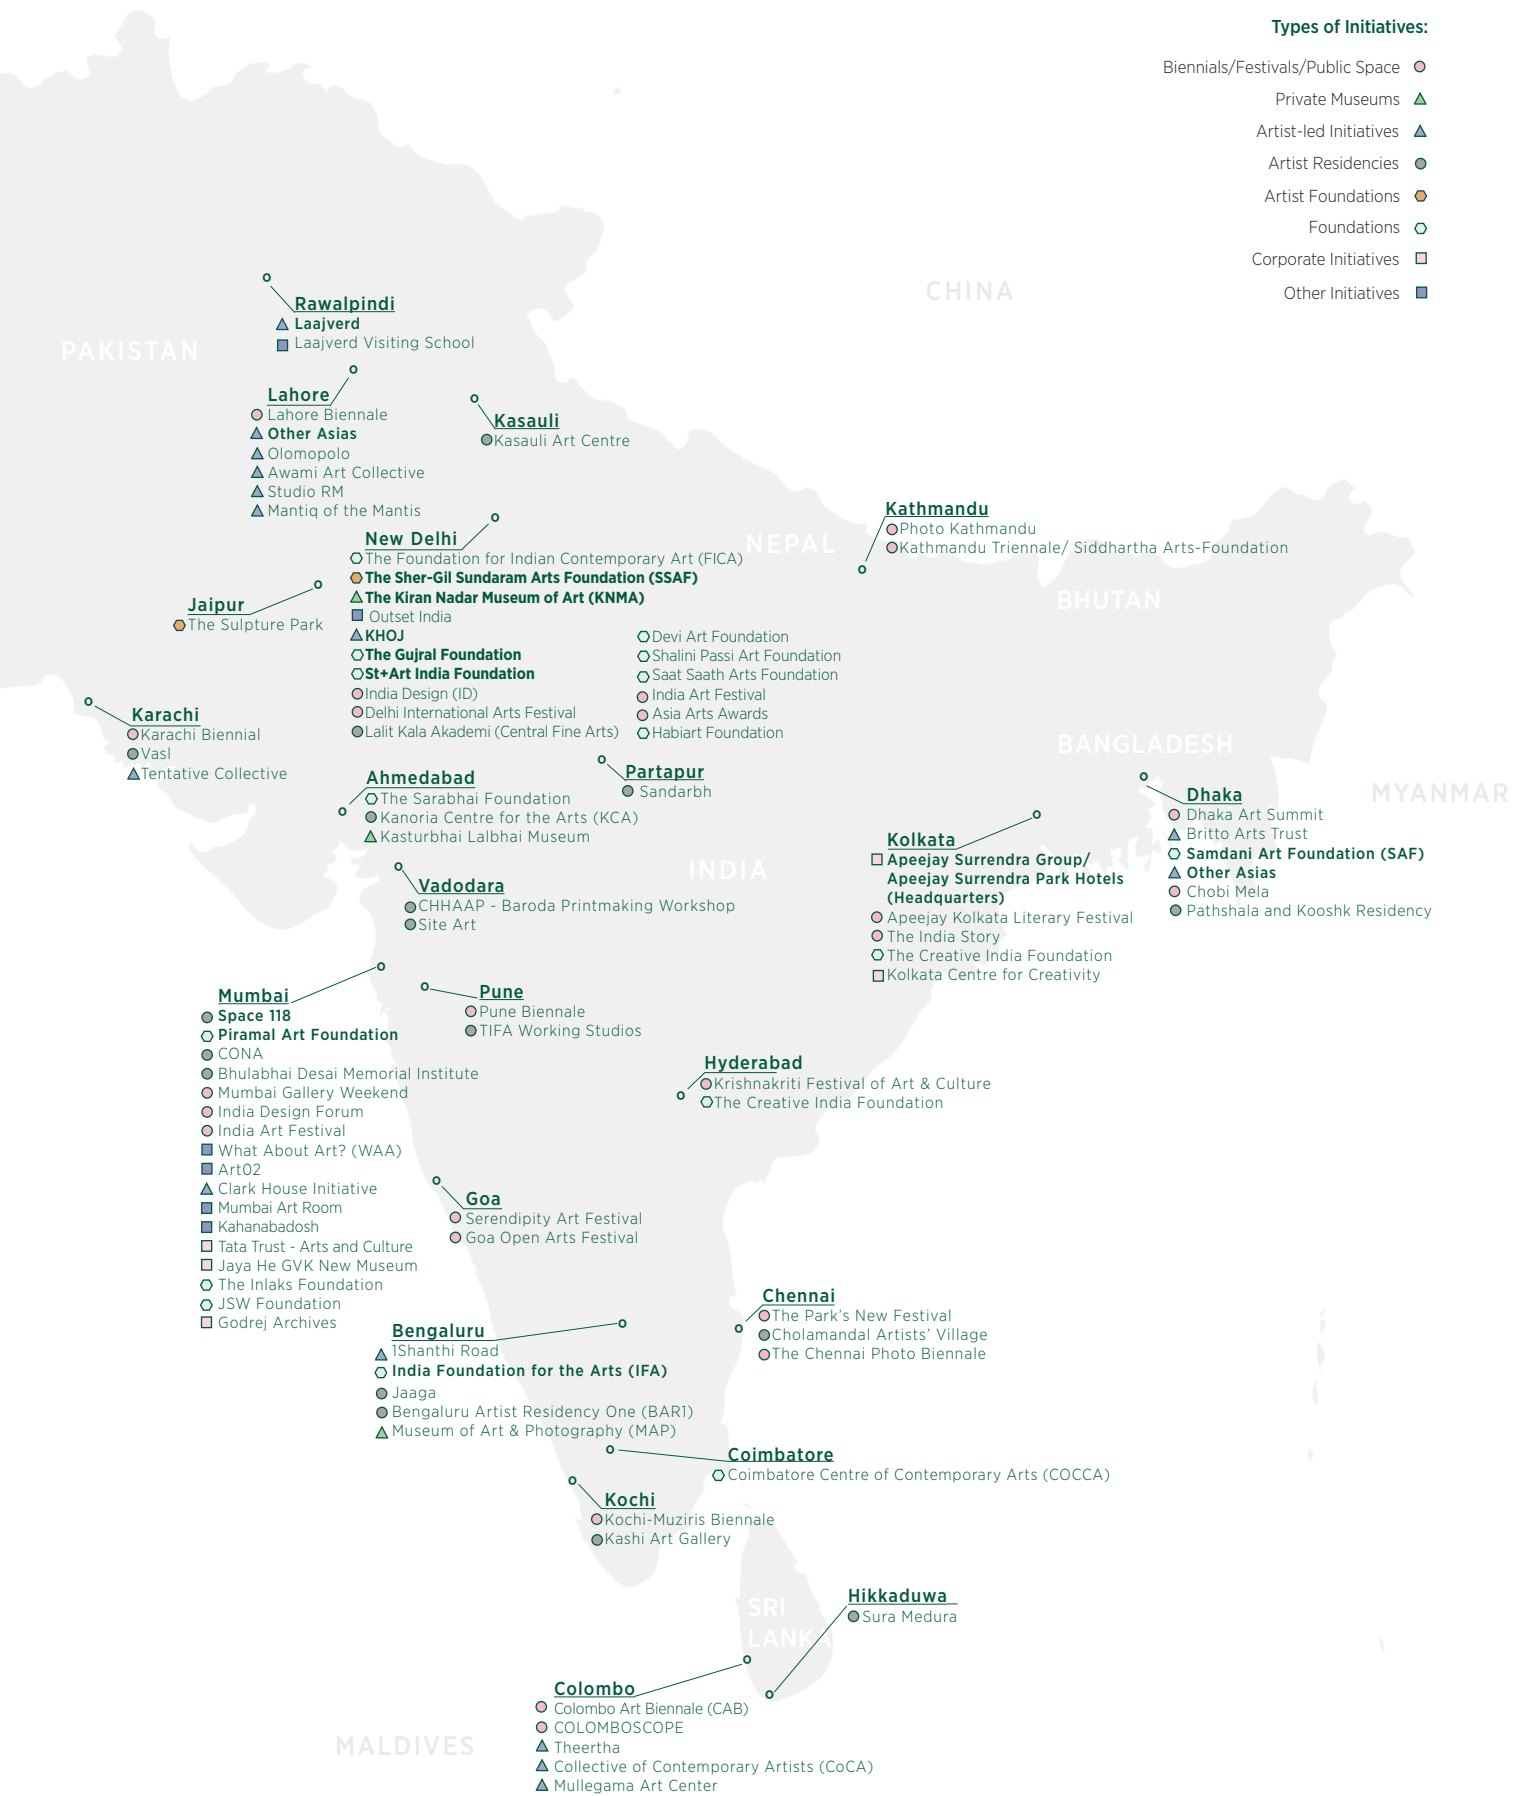 Types of Initiatives:
Biennials/Festivals/Public Space
Private Museums
Artist-led Initiatives
Artist Residencies
Artist Foundations
Foundations
Corporate Initiatives
Other Initiatives
CHINA
PAKISTAN
Rawalpindi
Laajverd
Laajverd Visiting School
Lahore
Lahore Biennale
Other Asias
Olomopolo
Awami Art Collective
Studio RM
Mantiq of the Mantis
Kasauli
Kasauli Art Centre
New Delhi
The Foundation for Indian Contemporary Art (FICA)
The Sher-Gil Sundaram Arts Foundation (SSAF)
The Kiran Nadar Museum of Art (KNMA)
Outset India
KHOJ
The Gujral Foundation
St+Art India Foundation
India Design (ID)
Delhi International Arts Festival
Lalit Kala Akademi (Central Fine Arts)
Devi Art Foundation
Shalini Passi Art Foundation
Saat Saath Arts Foundation
India Art Festival
Asia Arts Awards
Habiart Foundation
NEPAL
Kathmandu
Photo Kathmandu
Kathmandu Triennale/ Siddhartha Arts-Foundation
BHUTAN
Jaipur
The Sulpture Park
Karachi
Karachi Biennial
Vasl
Tentative Collective
Ahmedabad
The Sarabhai Foundation
Kanoria Centre for the Arts (KCA)
Kasturbhai Lalbhai Museum
Partapur
Sandarbh
BANGLADESH
MYANMAR
Dhaka
Dhaka Art Summit
Britto Arts Trust
Samdani Art Foundation (SAF)
Other Asias
Chobi Mela
Pathshala and Kooshk Residency
Kolkata
Apeejay Surrendra Group/
Apeejay Surrendra Park Hotels
(Headquarters)
Apeejay Kolkata Literary Festival
The India Story
The Creative India Foundation
Kolkata Centre for Creativity
INDIA
Vadodara
CHHAAP - Baroda Printmaking Workshop
Site Art
Mumbai
Space 118
Piramal Art Foundation
CONA
Bhulabhai Desai Memorial Institute
Mumbai Gallery Weekend
India Design Forum
India Art Festival
What About Art? (WAA)
Art02
Clark House Initiative
Mumbai Art Room
Kahanabadosh
Tata Trust - Arts and Culture
Jaya He GVK New Museum
The Inlaks Foundation
JSW Foundation
Godrej Archives
Pune
Pune Biennale
TIFA Working Studios
Hyderabad
Krishnakriti Festival of Art & Culture
The Creative India Foundation
Goa
Serendipity Art Festival
Goa Open Arts Festival
Chennai
The Park's New Festival
Cholamandal Artists' Village
The Chennai Photo Biennale
Bengaluru
1Shanthi Road
India Foundation for the Arts (IFA)
Jaaga
Bengaluru Artist Residency One (BAR1)
Museum of Art & Photography (MAP)
Coimbatore
Coimbatore Centre of Contemporary Arts (COCCA)
Kochi
Kochi-Muziris Biennale
Kashi Art Gallery
Hikkaduwa
Sura Medura
SRI
LANKA
Colombo
Colombo Art Biennale (CAB)
COLOMBOSCOPE
Theertha
Collective of Contemporary Artists (CoCA)
Mullegama Art Center
MALDIVES